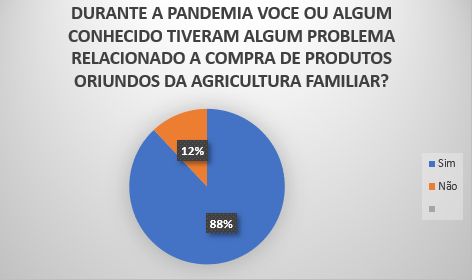 DURANTE A PANDEMIA VOCE OU ALGUM
CONHECIDO TIVERAM ALGUM PROBLEMA
RELACIONADO A COMPRA DE PRODUTOS
ORIUNDOS DA AGRICULTURA FAMILIAR?
12%
88%
Sim
Não